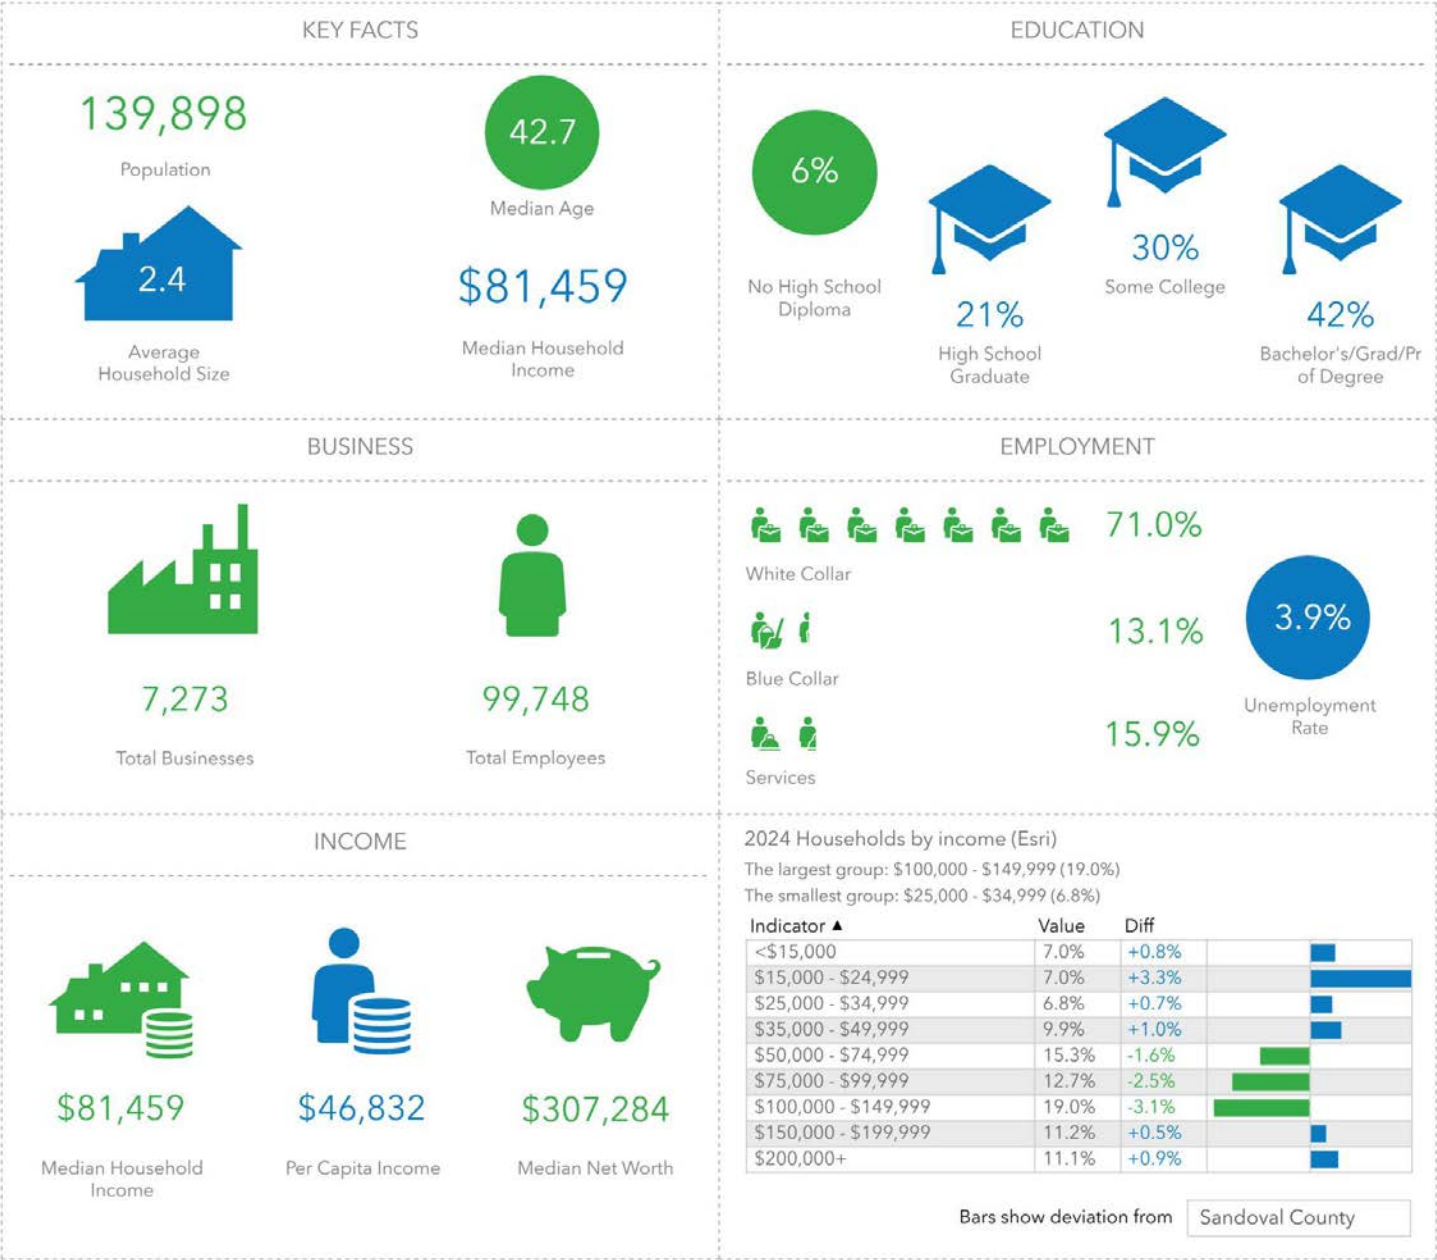 KEY FACTS
139,898
Population
42.7
Median Age
2.4
Average
Household Size
$81,459
Median Household
Income
EDUCATION
6%
No High School
Diploma
21%
High School
Graduate
30%
Some College
42%
Bachelor's/Grad/Pr
of Degree
BUSINESS
7,273
Total Businesses
99,748
Total Employees
EMPLOYMENT
71.0%
White Collar
13.1%
Blue Collar
15.9%
Services
3.9%
Unemployment
Rate
INCOME
$81,459
Median Household
Income
$46,832
Per Capita Income
$307,284
Median Net Worth
2024 Households by income (Esri)
The largest group: $100,000 - $149,999 (19.0%)
The smallest group: $25,000 - $34,999 (6.8%)
Indicator ▲ Value Diff
<$15,000 7.0% +0.8%
$15,000 - $24,999 7.0% +3.3%
$25,000 - $34,999 6.8% +0.7%
$35,000 - $49,999 9.9% +1.0%
$50,000 - $74,999 15.3% -1.6%
$75,000 - $99,999 12.7% -2.5%
$100,000 - $149,999 19.0% -3.1%
$150,000 - $199,999 11.2% +0.5%
$200,000+ 11.1% +0.9%
Bars show deviation from Sandoval County